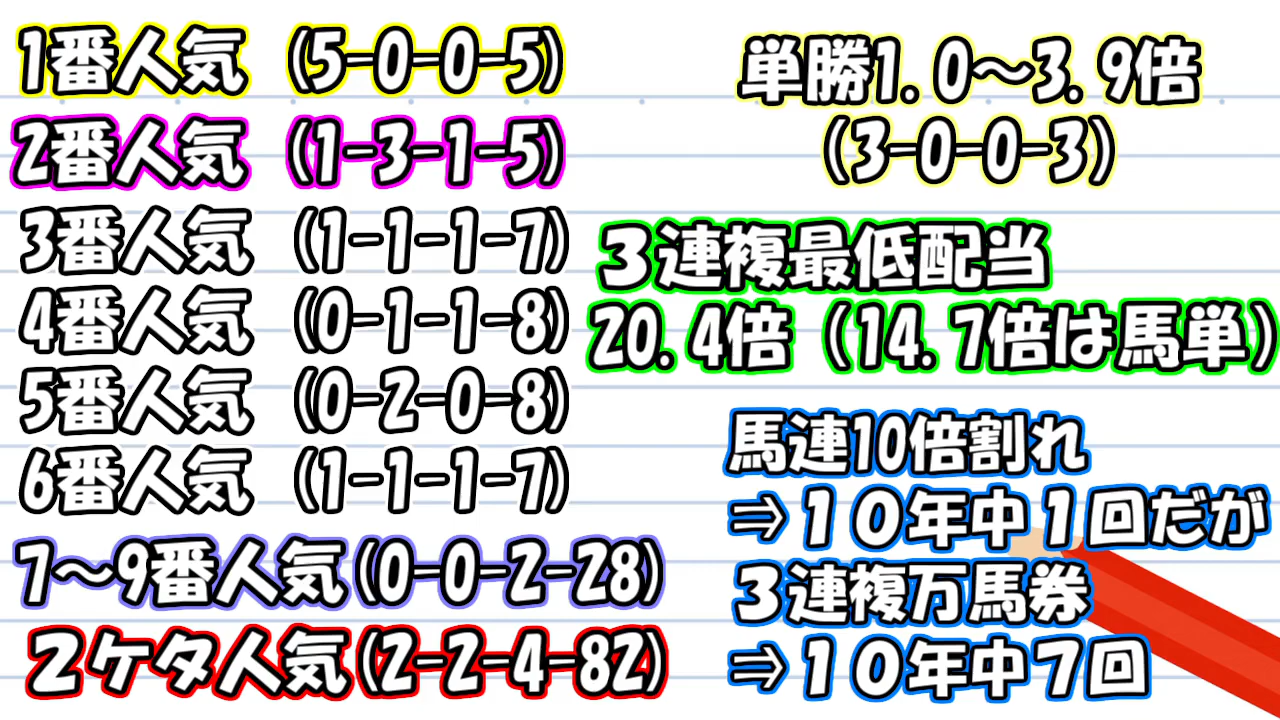 1番人気 (5-0-0-5)
2番人気 (1-3-1-5)
3番人気 (1-1-1-7)
4番人気 (0-1-1-8)
5番人気 (0-2-0-8)
6番人気 (1-1-1-7)
7〜9番人気(0-0-2-28)
２ケタ人気(2-2-4-82)
単勝1.0〜3.9倍
(3-0-0-3)
３連複最低配当
20.4倍（14.7倍は馬単）
馬連10倍割れ
⇒１０年中１回だが
３連複万馬券
⇒１０年中７回